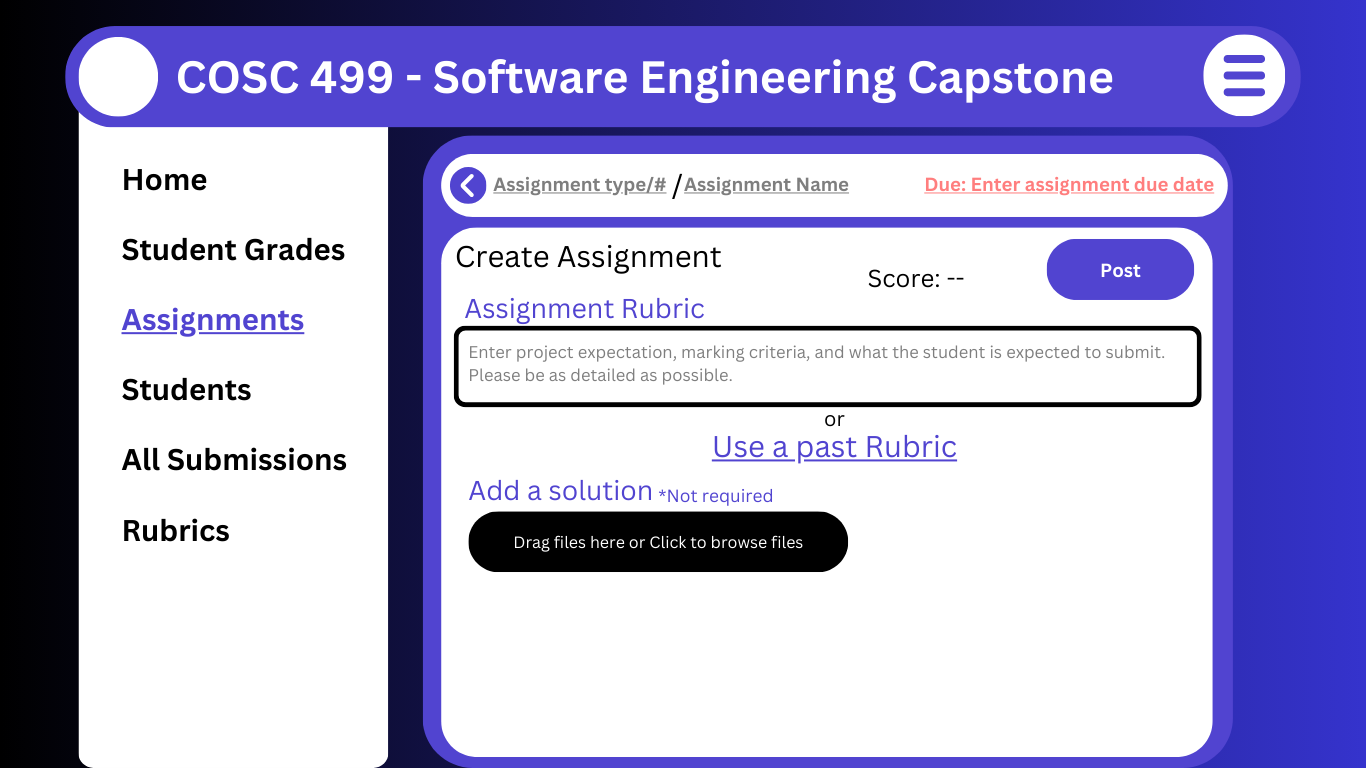 COSC 499 - Software Engineering Capstone
Home
Student Grades
Assignments
Students
All Submissions
Rubrics
Assignment type/# / Assignment Name
Due: Enter assignment due date
Create Assignment
Score: --
Post
Assignment Rubric
Enter project expectation, marking criteria, and what the student is expected to submit.
Please be as detailed as possible.
or
Use a past Rubric
Add a solution *Not required
Drag files here or Click to browse files